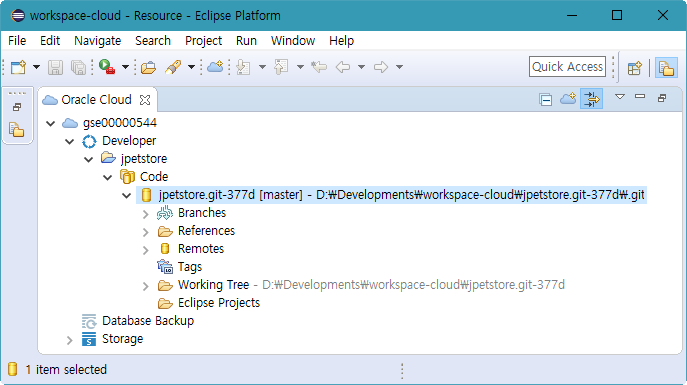 workspace-cloud - Resource - Eclipse Platform
File Edit Navigate Search Project Run Window Help
Quick Access
Oracle Cloud
gse00000544
Developer
jpetstore
Code
jpetstore.git-377d [master] - D:₩Developments₩workspace-cloud₩jpetstore.git-377d₩.git
Branches
References
Remotes
Tags
Working Tree - D:₩Developments₩workspace-cloud₩jpetstore.git-377d
Eclipse Projects
Database Backup
Storage
1 item selected